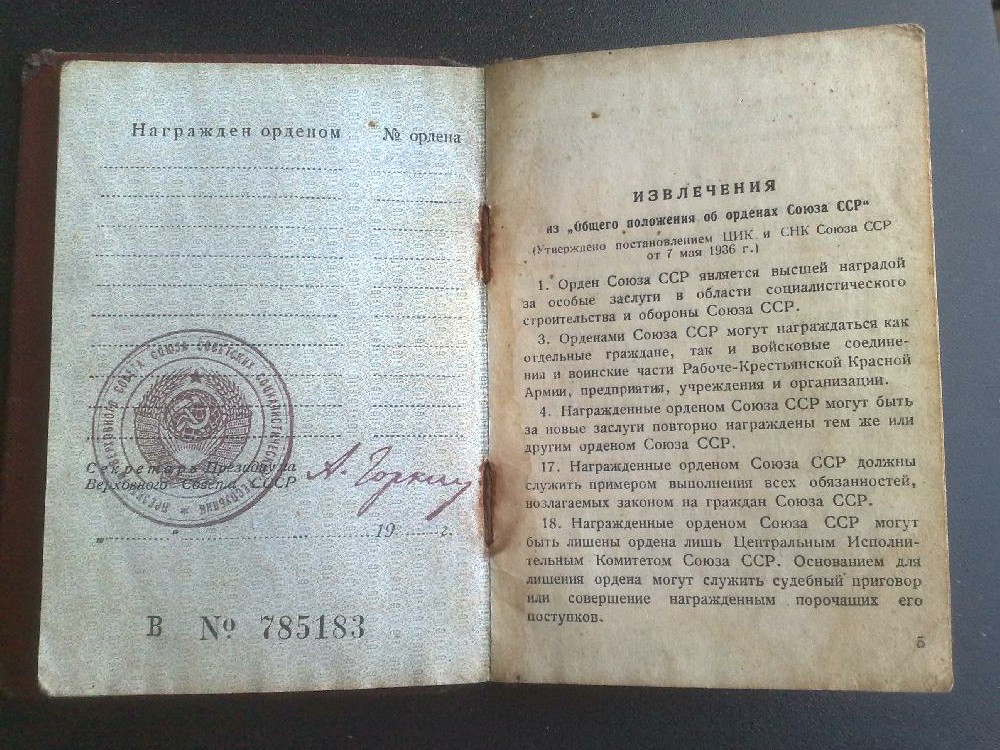 Награжден орденом № ордена
ПРЕЗИДИУМ ВЕРХОВНОГО СОВЕТА СОЮЗА СОВЕТСКИХ СОЦИАЛИСТИЧЕСКИХ РЕСПУБЛИК
Секретарь Президиума
Верховного Совета СССР
А. Горкин
„ “ 19 г.
В № 785183
ИЗВЛЕЧЕНИЯ
из „Общего положения об орденах Союза ССР“
(Утверждено постановлением ЦИК и СНК Союза ССР
от 7 мая 1936 г.)
1. Орден Союза ССР является высшей наградой
за особые заслуги в области социалистического
строительства и обороны Союза ССР.
3. Орденами Союза ССР могут награждаться как
отдельные граждане, так и войсковые соедине-
ния и воинские части Рабоче-Крестьянской Красной
Армии, предприятия, учреждения и организации.
4. Награжденные орденом Союза ССР могут быть
за новые заслуги повторно награждены тем же или
другим орденом Союза ССР.
17. Награжденные орденом Союза ССР должны
служить примером выполнения всех обязанностей,
возлагаемых законом на граждан Союза ССР.
18. Награжденные орденом Союза ССР могут
быть лишены ордена лишь Центральным Исполни-
тельным Комитетом Союза ССР. Основанием для
лишения ордена могут служить судебный приговор
или совершение награжденным порочащих его
поступков.
5